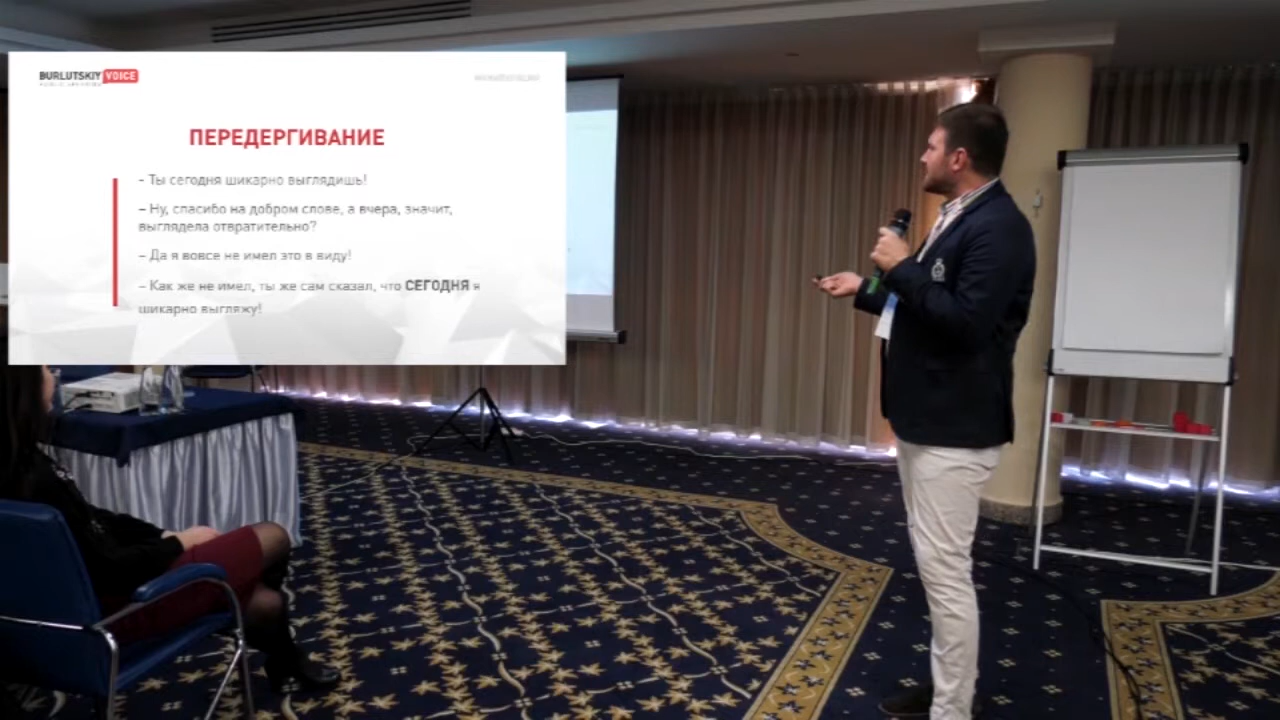 BURLUTSKIY VOICE
ПЕРЕДЕРГИВАНИЕ
– Ты сегодня шикарно выглядишь!
– Ну, спасибо на добром слове, а вчера, значит,
выглядела отвратительно?
– Да я вовсе не имел это в виду!
– Как же не имел, ты же сам сказал, что СЕГОДНЯ я
шикарно выгляжу!